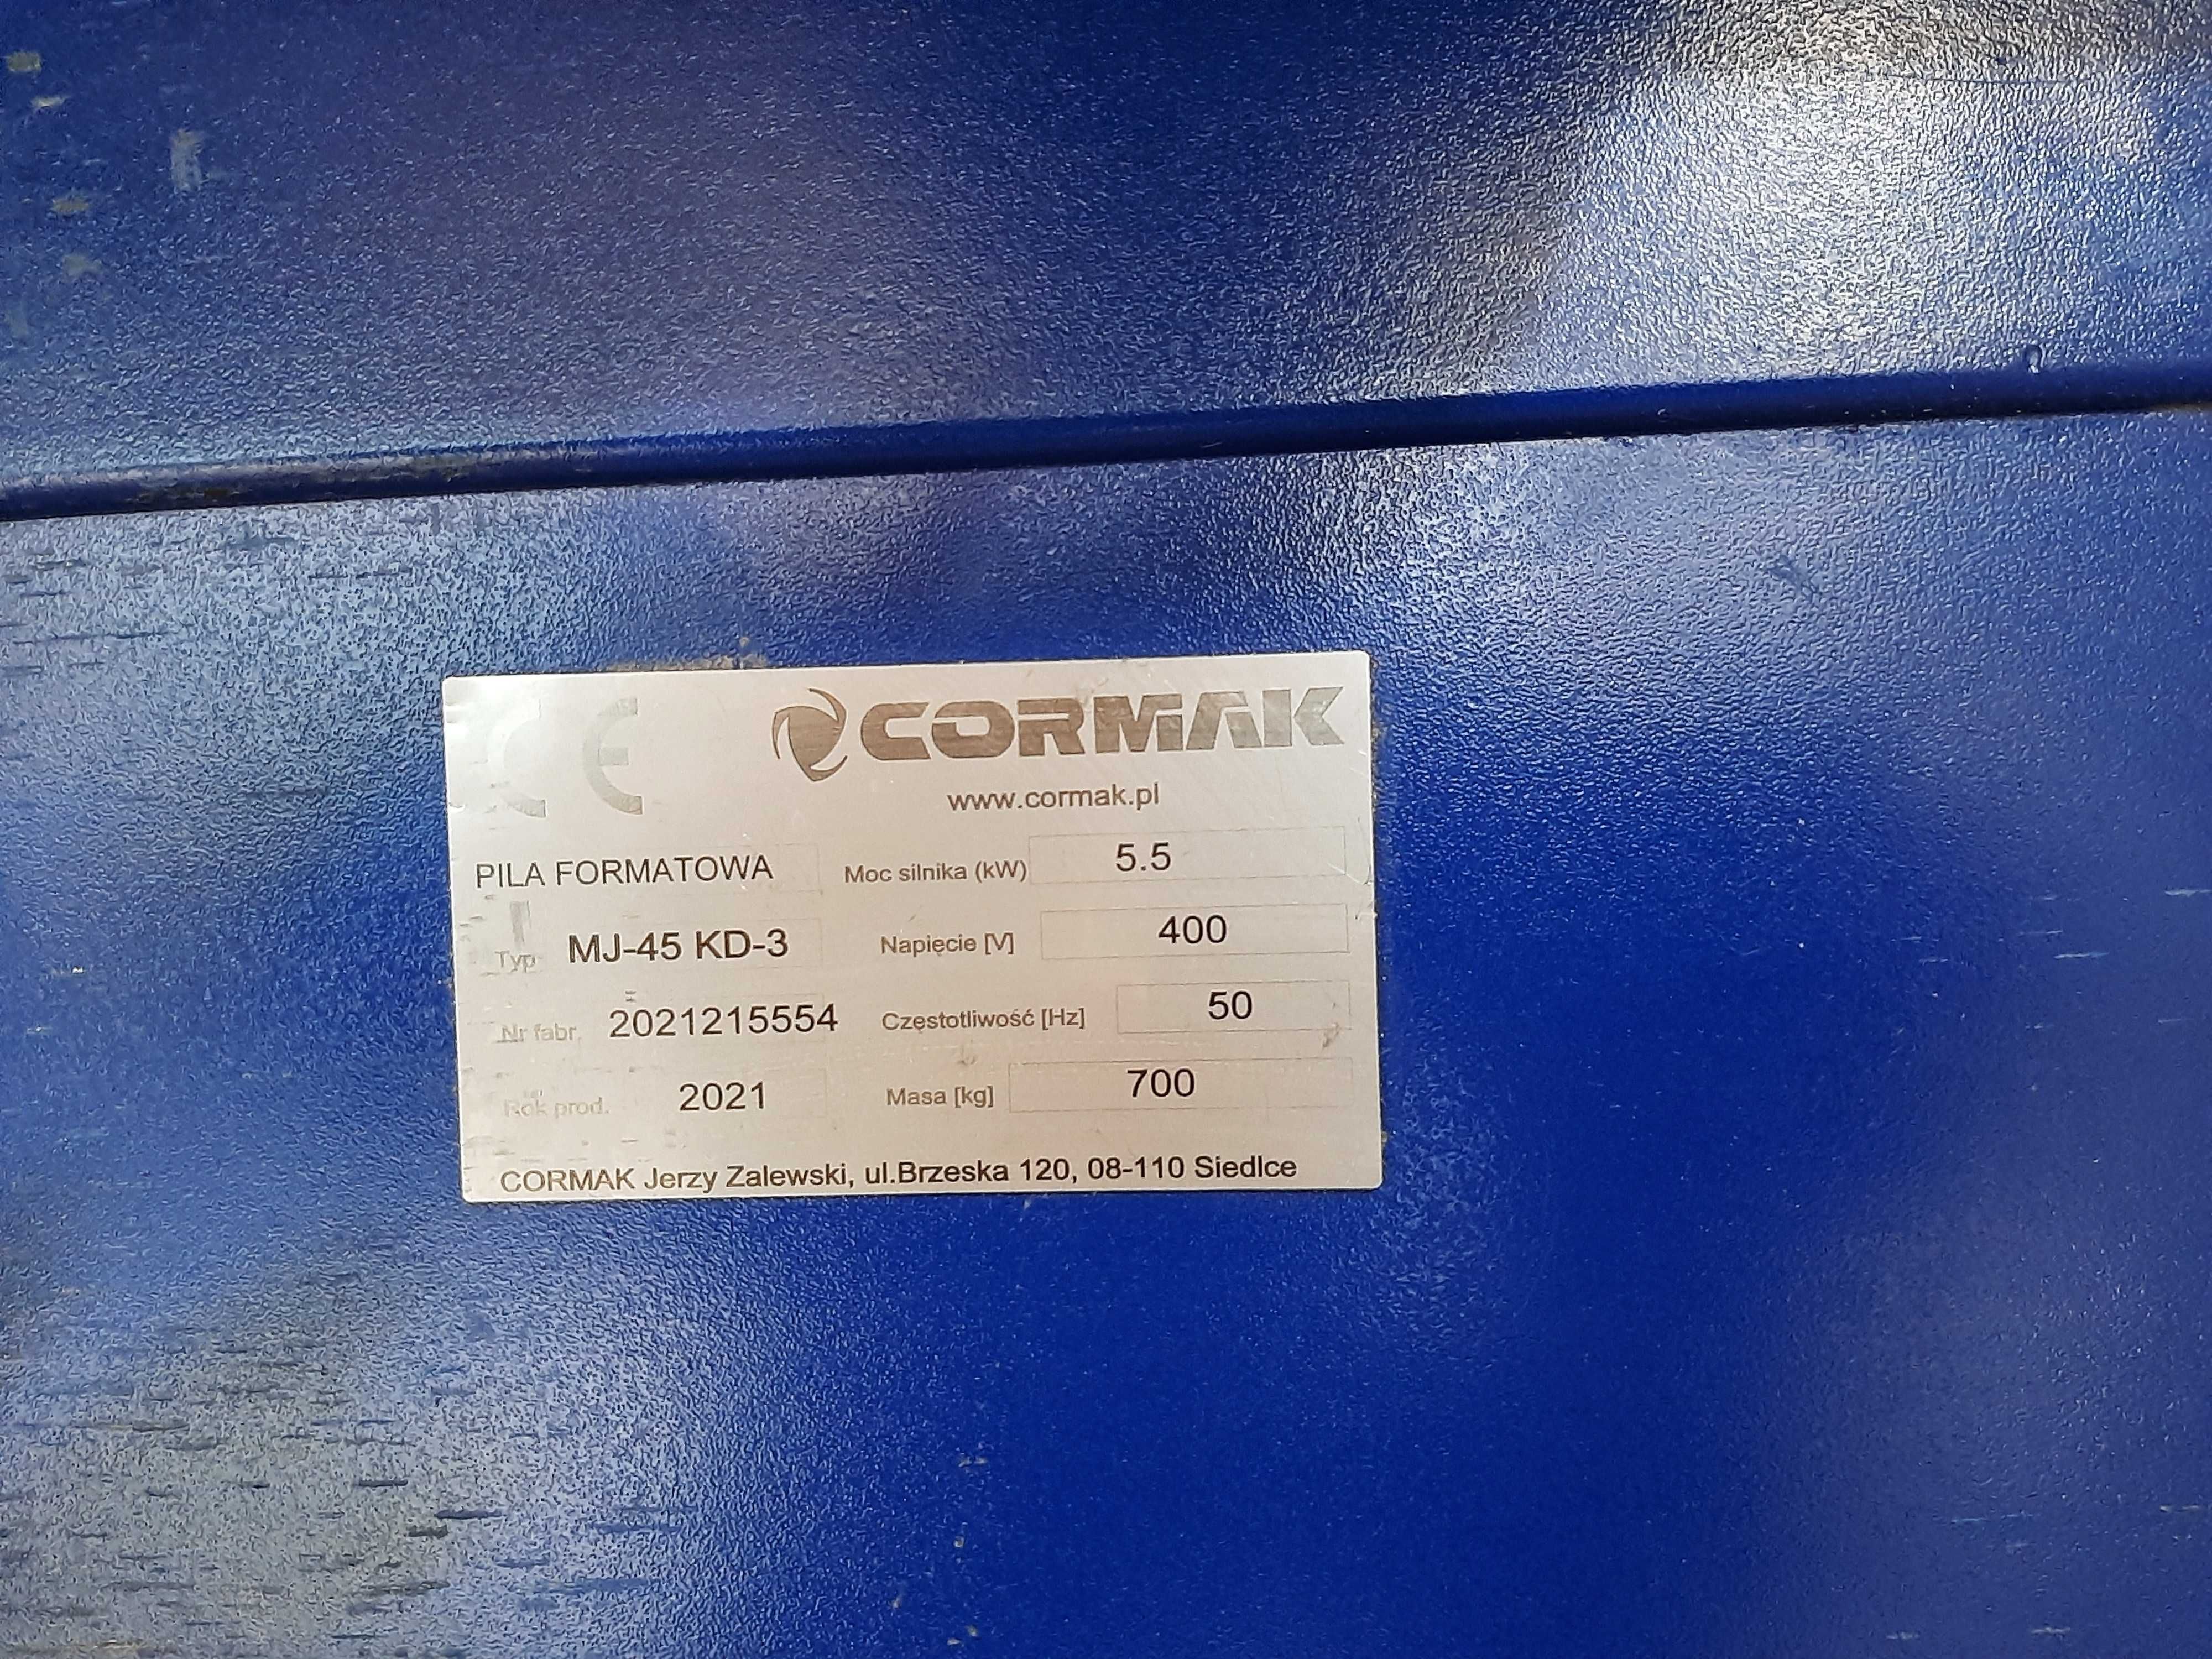 CE CORMAK
www.cormak.pl
PILA FORMATOWA Moc silnika (kW) 5.5
Typ MJ-45 KD-3 Napięcie [V] 400
Nr fabr. 2021215554 Częstotliwość [Hz] 50
Rok prod. 2021 Masa [kg] 700
CORMAK Jerzy Zalewski, ul.Brzeska 120, 08-110 Siedlce